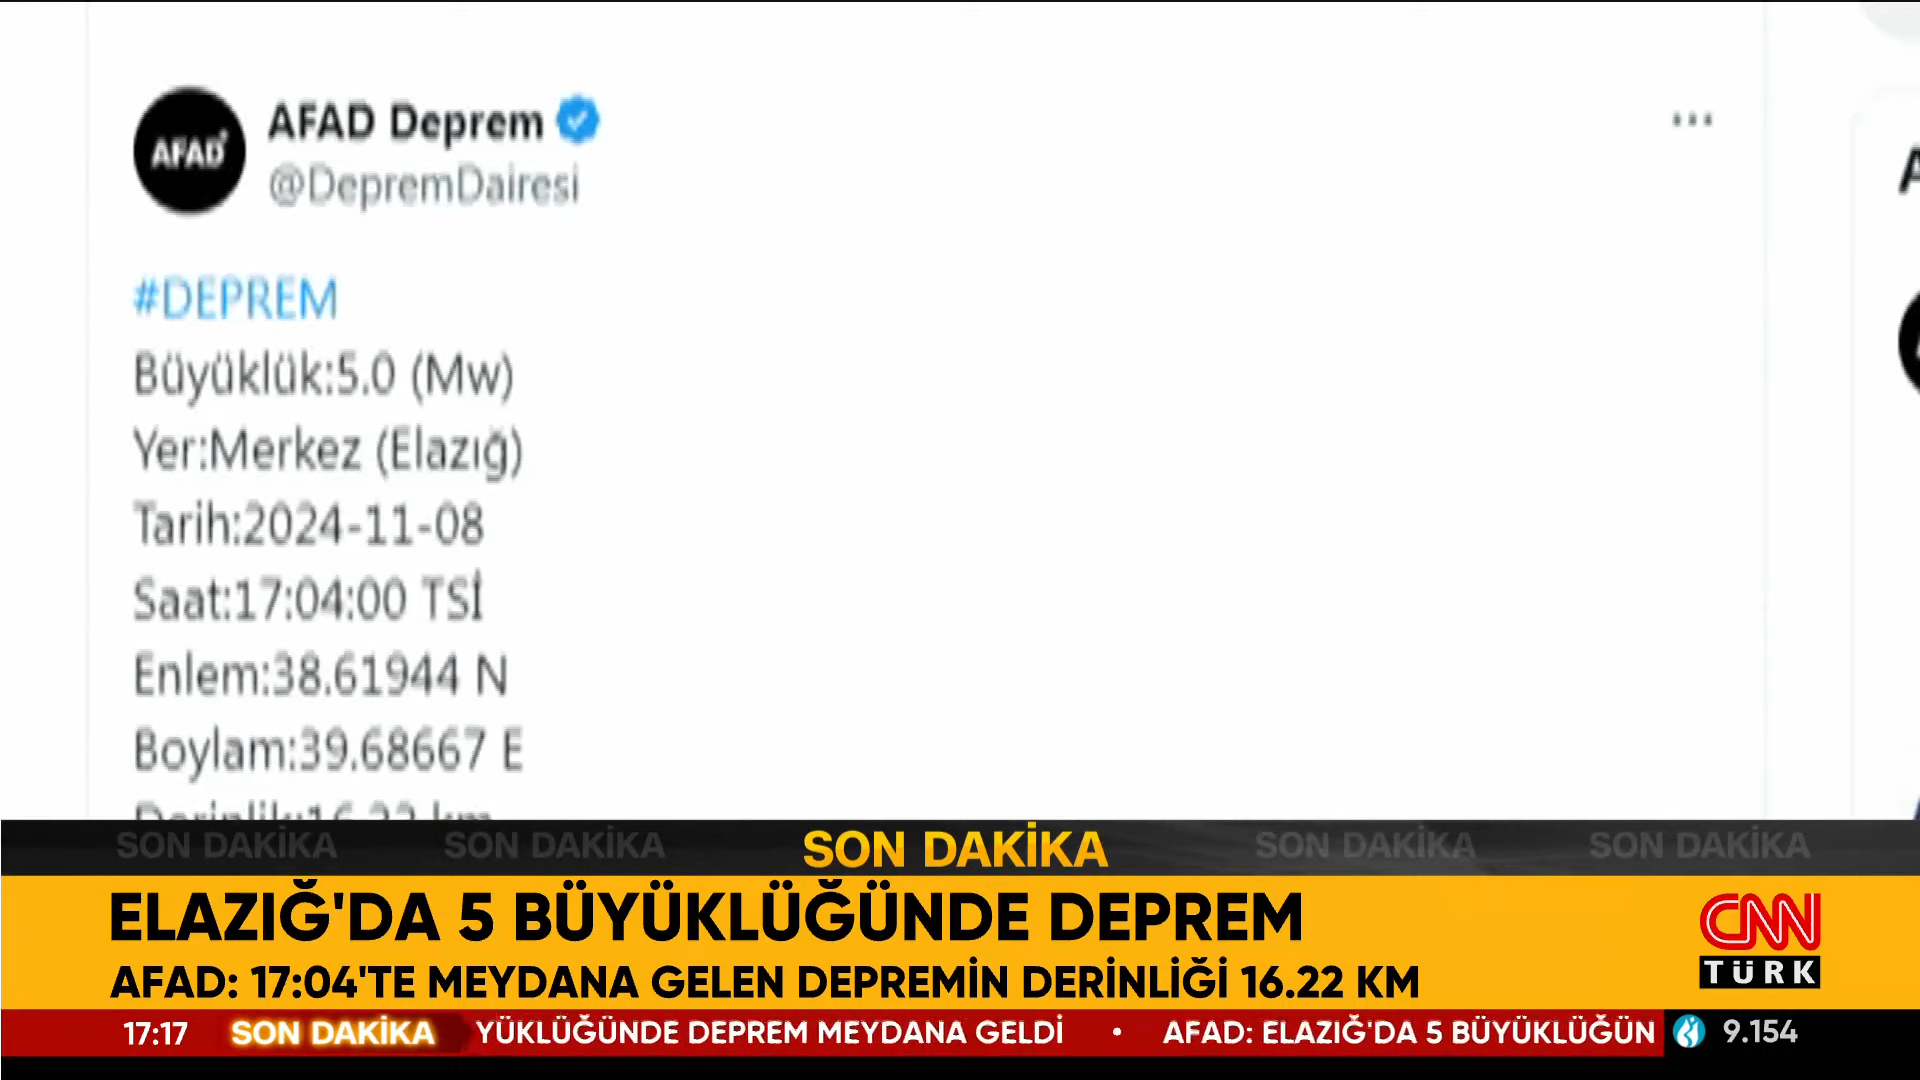 AFAD
AFAD Deprem
@DepremDairesi
#DEPREM
Büyüklük:5.0 (Mw)
Yer:Merkez (Elazığ)
Tarih:2024-11-08
Saat:17:04:00 TSİ
Enlem:38.61944 N
Boylam:39.68667 E
Derinlik:16.22 km
SON DAKİKA SON DAKİKA SON DAKİKA SON DAKİKA SON DAKİKA
ELAZIĞ'DA 5 BÜYÜKLÜĞÜNDE DEPREM
AFAD: 17:04'TE MEYDANA GELEN DEPREMİN DERİNLİĞİ 16.22 KM
CNN
TÜRK
17:17 SON DAKİKA YÜKLÜĞÜNDE DEPREM MEYDANA GELDİ • AFAD: ELAZIĞ'DA 5 BÜYÜKLÜĞÜN 9.154